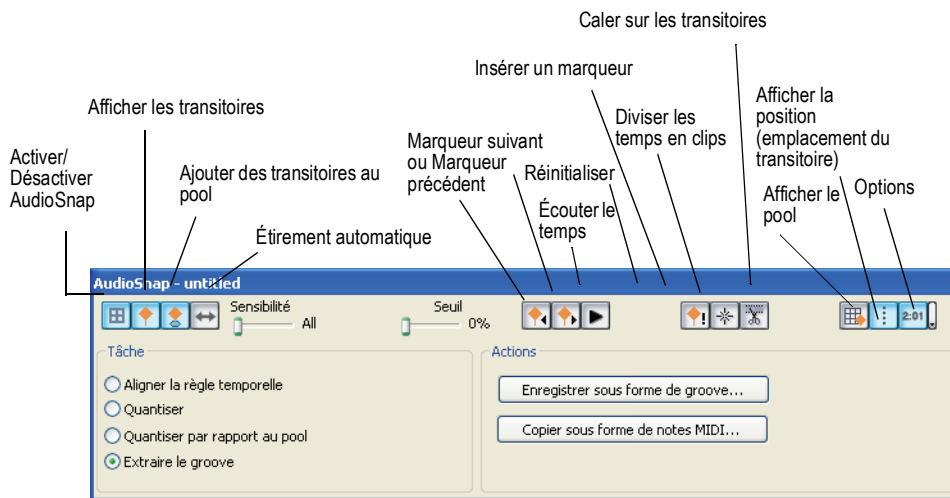 Caler sur les transitoires
Insérer un marqueur
Afficher les transitoires
Diviser les
temps en clips
Afficher la
position
(emplacement du
transitoire)
Marqueur suivant
ou Marqueur
précédent
Activer/
Désactiver
AudioSnap
Ajouter des transitoires au
pool
Réinitialiser
Options
Afficher le
pool
Écouter le
temps
Étirement automatique
AudioSnap - untitled
Sensibilité
All
Seuil
0%
2:01
Tâche
Aligner la règle temporelle
Quantiser
Quantiser par rapport au pool
Extraire le groove
Actions
Enregistrer sous forme de groove...
Copier sous forme de notes MIDI...